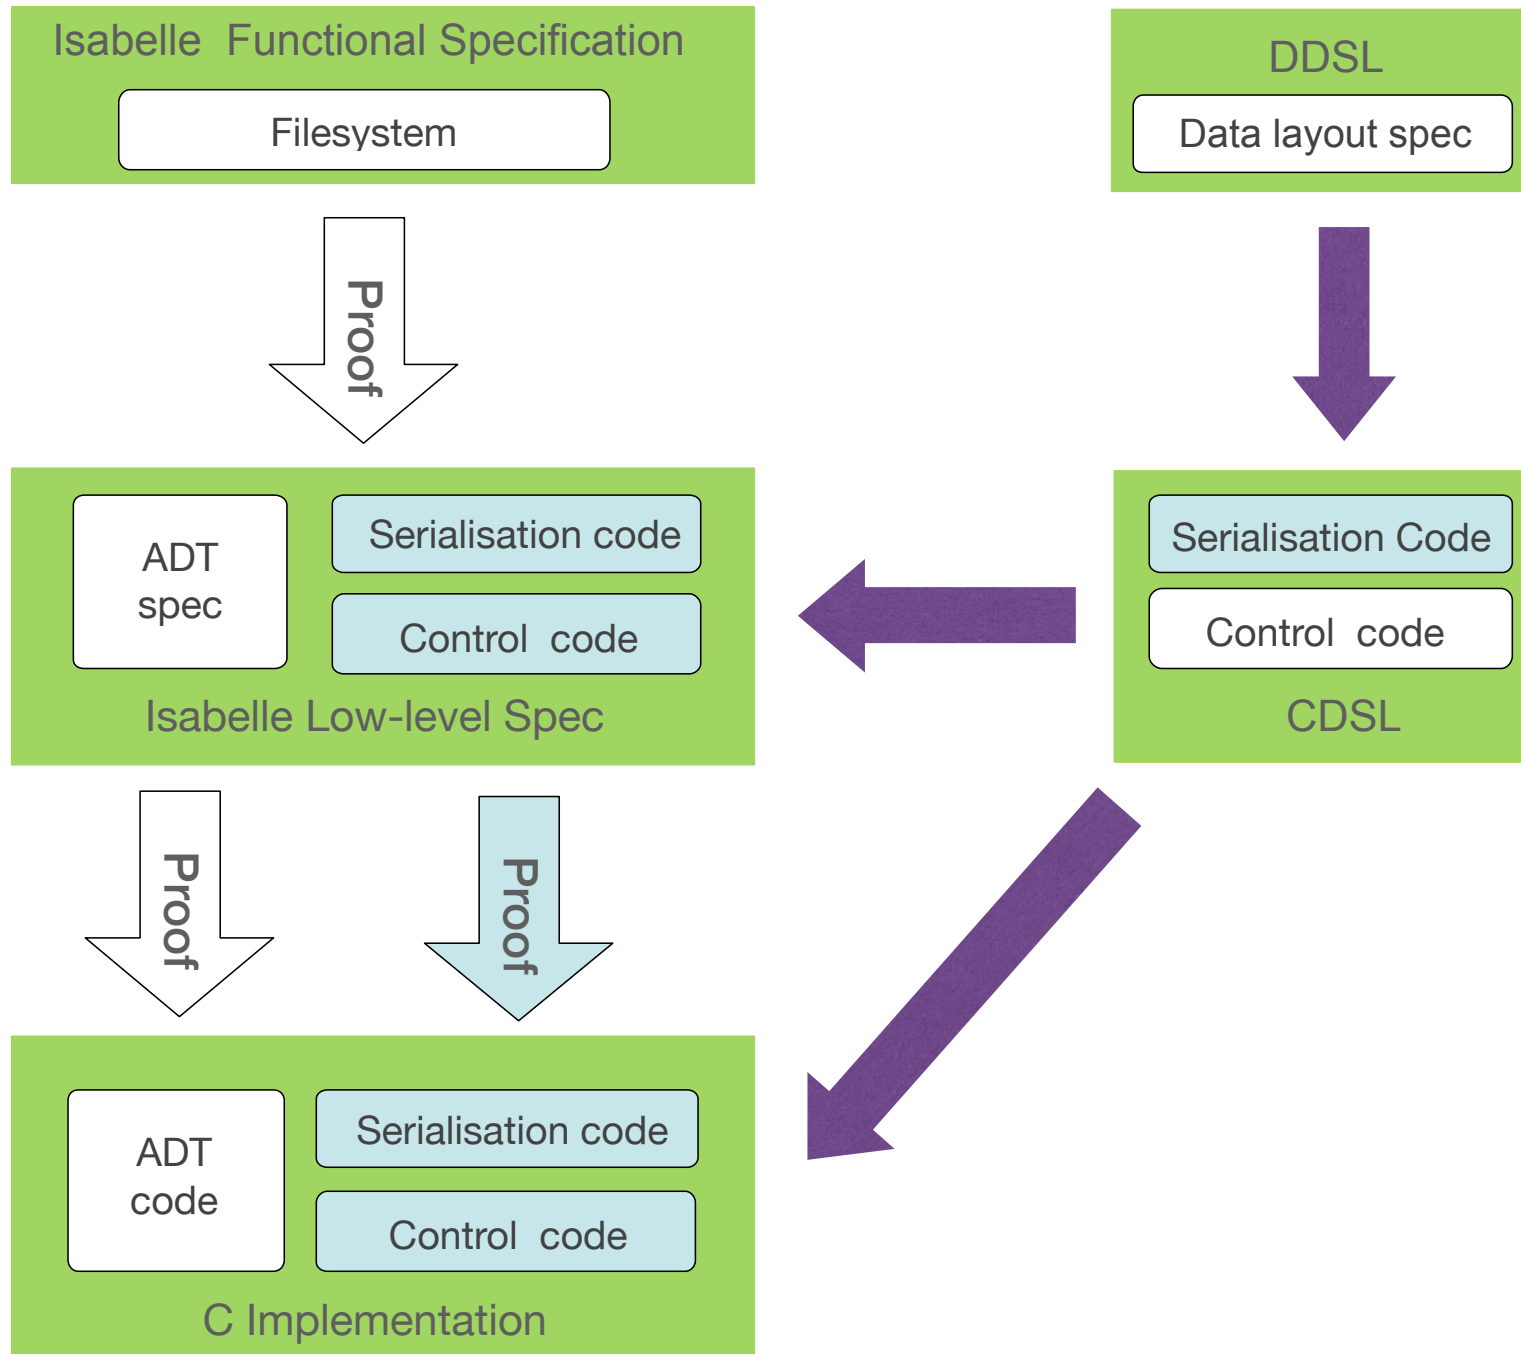 Isabelle  Functional Specification
Filesystem
DDSL
Data layout spec
Proof
ADT
spec
Serialisation code
Control  code
Isabelle Low-level Spec
Serialisation Code
Control  code
CDSL
Proof
Proof
ADT
code
Serialisation code
Control  code
C Implementation